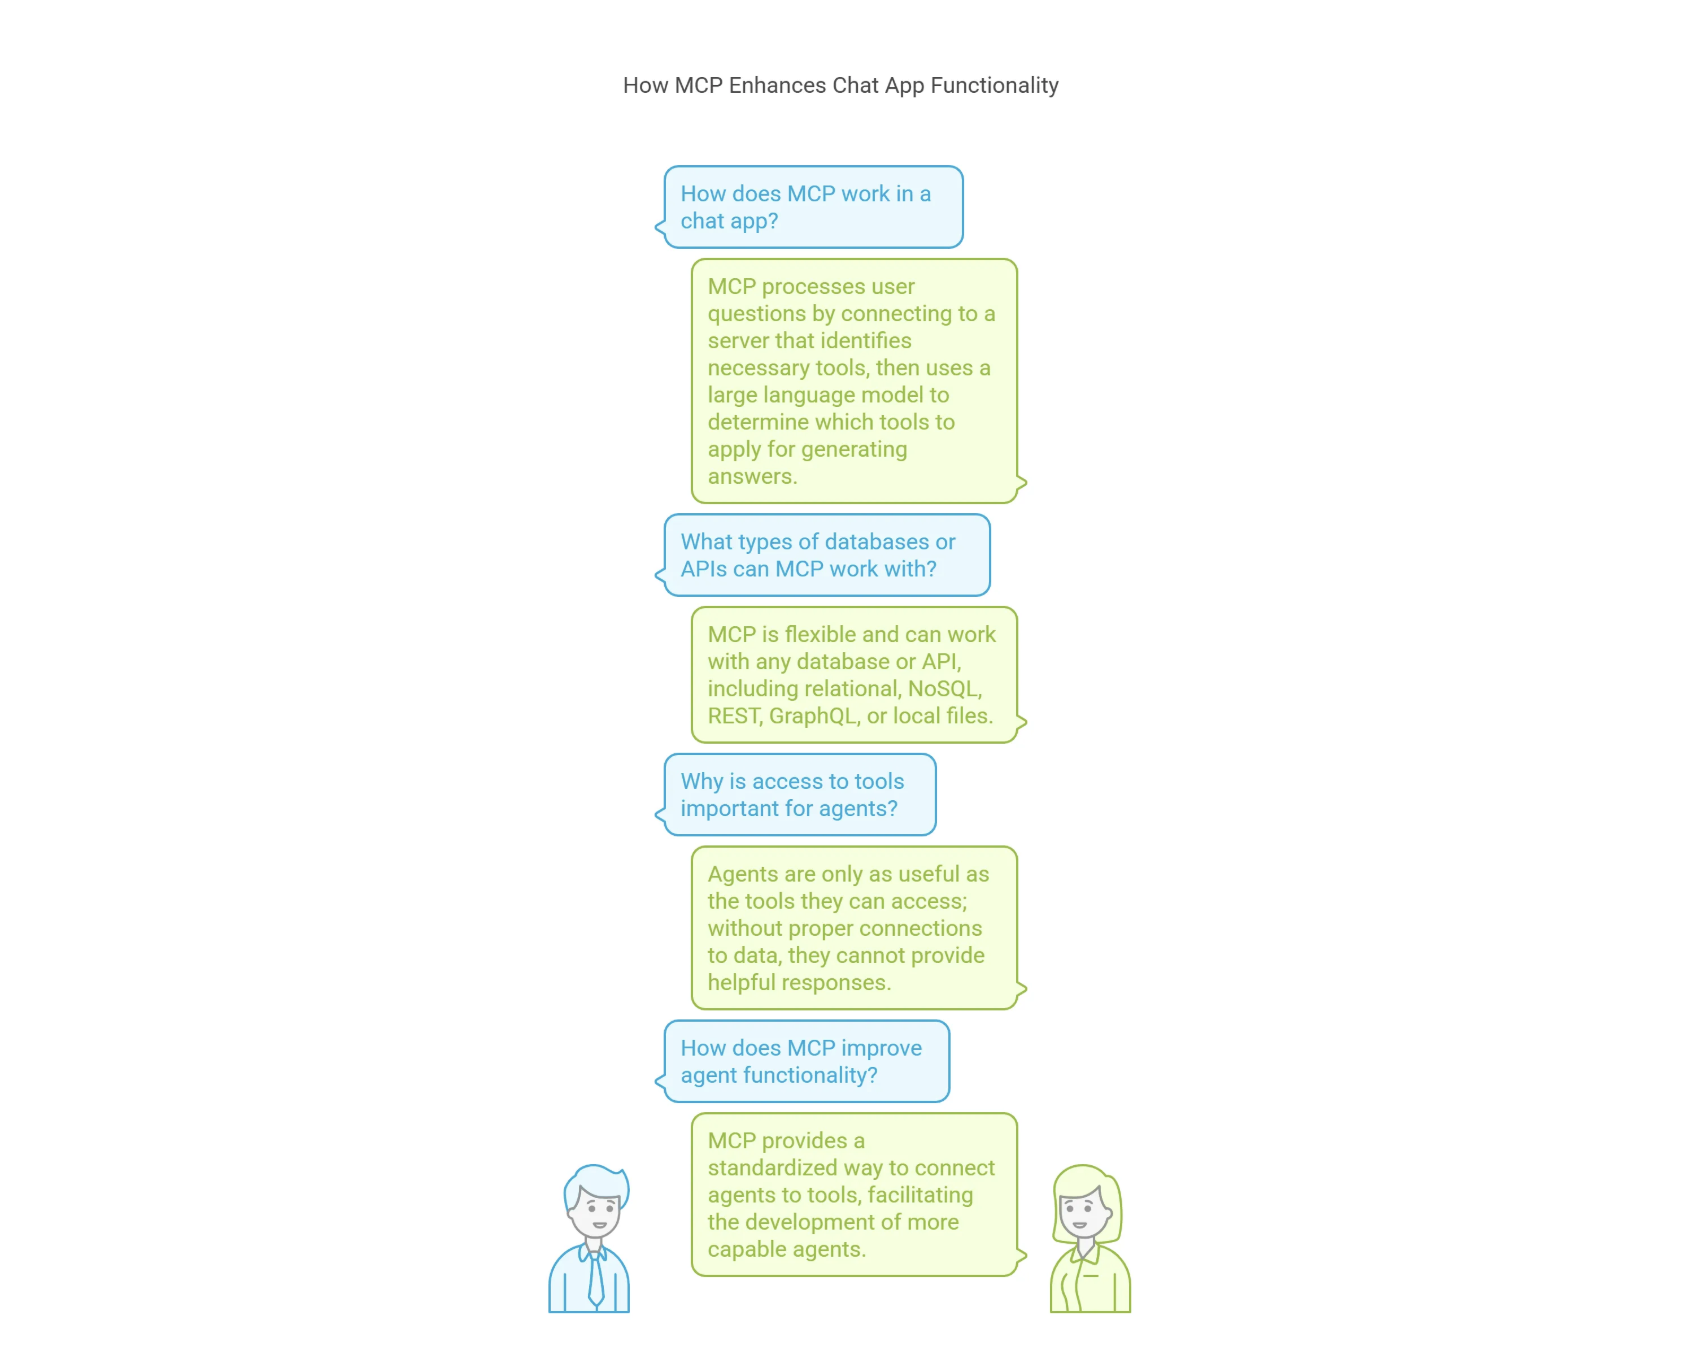 How MCP Enhances Chat App Functionality
How does MCP work in a
chat app?
MCP processes user
questions by connecting to a
server that identifies
necessary tools, then uses a
large language model to
determine which tools to
apply for generating
answers.
What types of databases or
APIs can MCP work with?
MCP is flexible and can work
with any database or API,
including relational, NoSQL,
REST, GraphQL, or local files.
Why is access to tools
important for agents?
Agents are only as useful as
the tools they can access;
without proper connections
to data, they cannot provide
helpful responses.
How does MCP improve
agent functionality?
MCP provides a
standardized way to connect
agents to tools, facilitating
the development of more
capable agents.